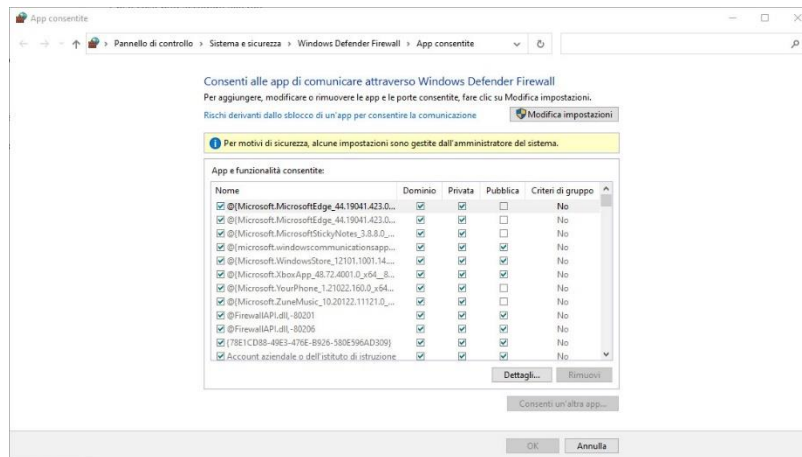 App consentite
Pannello di controllo > Sistema e sicurezza > Windows Defender Firewall > App consentite
Consenti alle app di comunicare attraverso Windows Defender Firewall
Per aggiungere, modificare o rimuovere le app e le porte consentite, fare clic su Modifica impostazioni.
Rischi derivanti dallo sblocco di un'app per consentire la comunicazione Modifica impostazioni
Per motivi di sicurezza, alcune impostazioni sono gestite dall'amministratore del sistema.
App e funzionalità consentite:
Nome Dominio Privata Pubblica Criteri di gruppo
@{Microsoft.MicrosoftEdge_44.19041.423.0... No
@{Microsoft.MicrosoftEdge_44.19041.423.0... No
@{Microsoft.MicrosoftStickyNotes_3.8.8.0_... No
@{microsoft.windowscommunicationsapp... No
@{Microsoft.WindowsStore_12101.1001.14.... No
@{Microsoft.XboxApp_48.72.4001.0_x64__8... No
@{Microsoft.YourPhone_1.21022.160.0_x64... No
@{Microsoft.ZuneMusic_10.20122.11121.0_... No
@FirewallAPI.dll,-80201 No
@FirewallAPI.dll,-80206 No
{78E1CD88-49E3-476E-B926-580E596AD309} No
Account aziendale o dell'istituto di istruzione No
Dettagli... Rimuovi
Consenti un'altra app...
OK Annulla